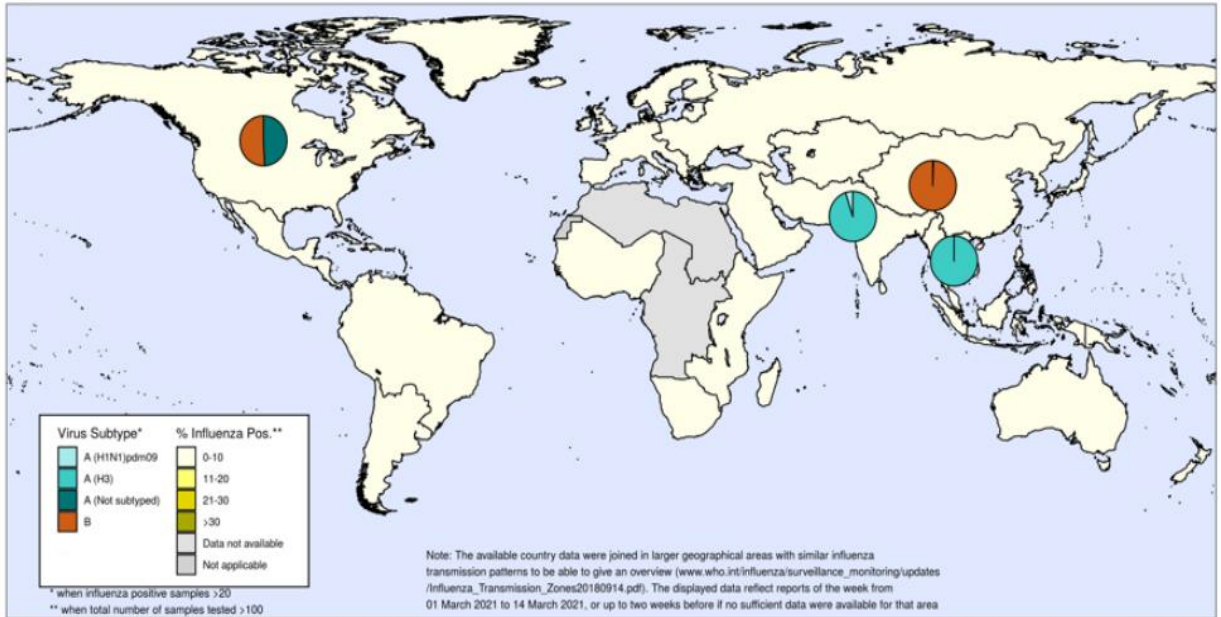 Virus Subtype*
A (H1N1)pdm09
A (H3)
A (Not subtyped)
B
% Influenza Pos.**
0-10
11-20
21-30
>30
Data not available
Not applicable
* when influenza positive samples >20
** when total number of samples tested >100
Note: The available country data were joined in larger geographical areas with similar influenza
transmission patterns to be able to give an overview (www.who.int/influenza/surveillance_monitoring/updates
/Influenza_Transmission_Zones20180914.pdf). The displayed data reflect reports of the week from
01 March 2021 to 14 March 2021, or up to two weeks before if no sufficient data were available for that area